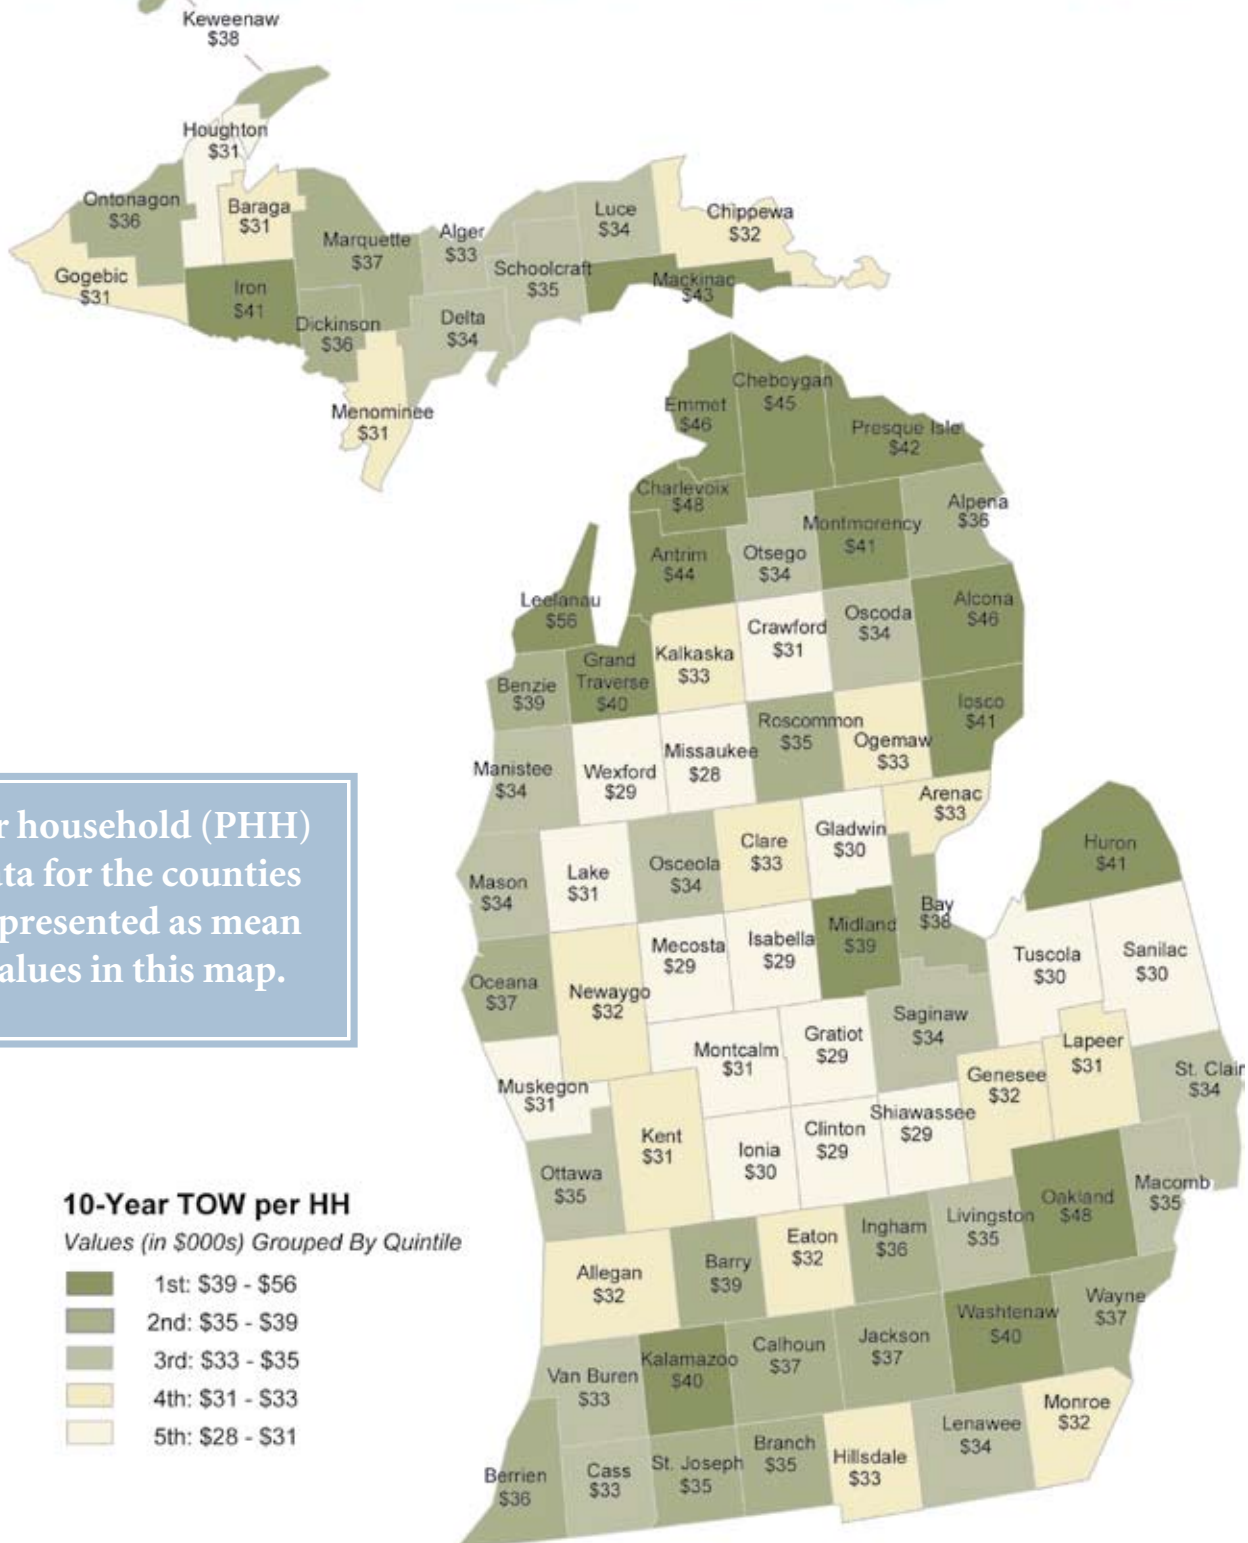 Keweenaw
$38
Houghton
$31
Ontonagon
$36
Baraga
$31
Gogebic
$31
Iron
$41
Marquette
$37
Dickinson
$36
Menominee
$31
Alger
$33
Delta
$34
Schoolcraft
$35
Luce
$34
Chippewa
$32
Mackinac
$43
Emmet
$46
Cheboygan
$45
Presque Isle
$42
Charlevoix
$48
Antrim
$44
Otsego
$34
Montmorency
$41
Alpena
$36
Leelanau
$56
Benzie
$39
Grand
Traverse
$40
Kalkaska
$33
Crawford
$31
Oscoda
$34
Alcona
$46
Manistee
$34
Wexford
$29
Missaukee
$28
Roscommon
$35
Ogemaw
$33
Iosco
$41
Arenac
$33
Mason
$34
Lake
$31
Osceola
$34
Clare
$33
Gladwin
$30
Huron
$41
Oceana
$37
Newaygo
$32
Mecosta
$29
Isabella
$29
Midland
$39
Bay
$38
Tuscola
$30
Sanilac
$30
Muskegon
$31
Montcalm
$31
Gratiot
$29
Saginaw
$34
Genesee
$32
Lapeer
$31
St. Clair
$34
Ottawa
$35
Kent
$31
Ionia
$30
Clinton
$29
Shiawassee
$29
Allegan
$32
Barry
$39
Eaton
$32
Ingham
$36
Livingston
$35
Oakland
$48
Macomb
$35
Van Buren
$33
Kalamazoo
$40
Calhoun
$37
Jackson
$37
Washtenaw
$40
Wayne
$37
Berrien
$36
Cass
$33
St. Joseph
$35
Branch
$35
Hillsdale
$33
Lenawee
$34
Monroe
$32
r household (PHH)
ta for the counties
presented as mean
alues in this map.
10-Year TOW per HH
Values (in $000s) Grouped By Quintile
1st: $39 - $56
2nd: $35 - $39
3rd: $33 - $35
4th: $31 - $33
5th: $28 - $31